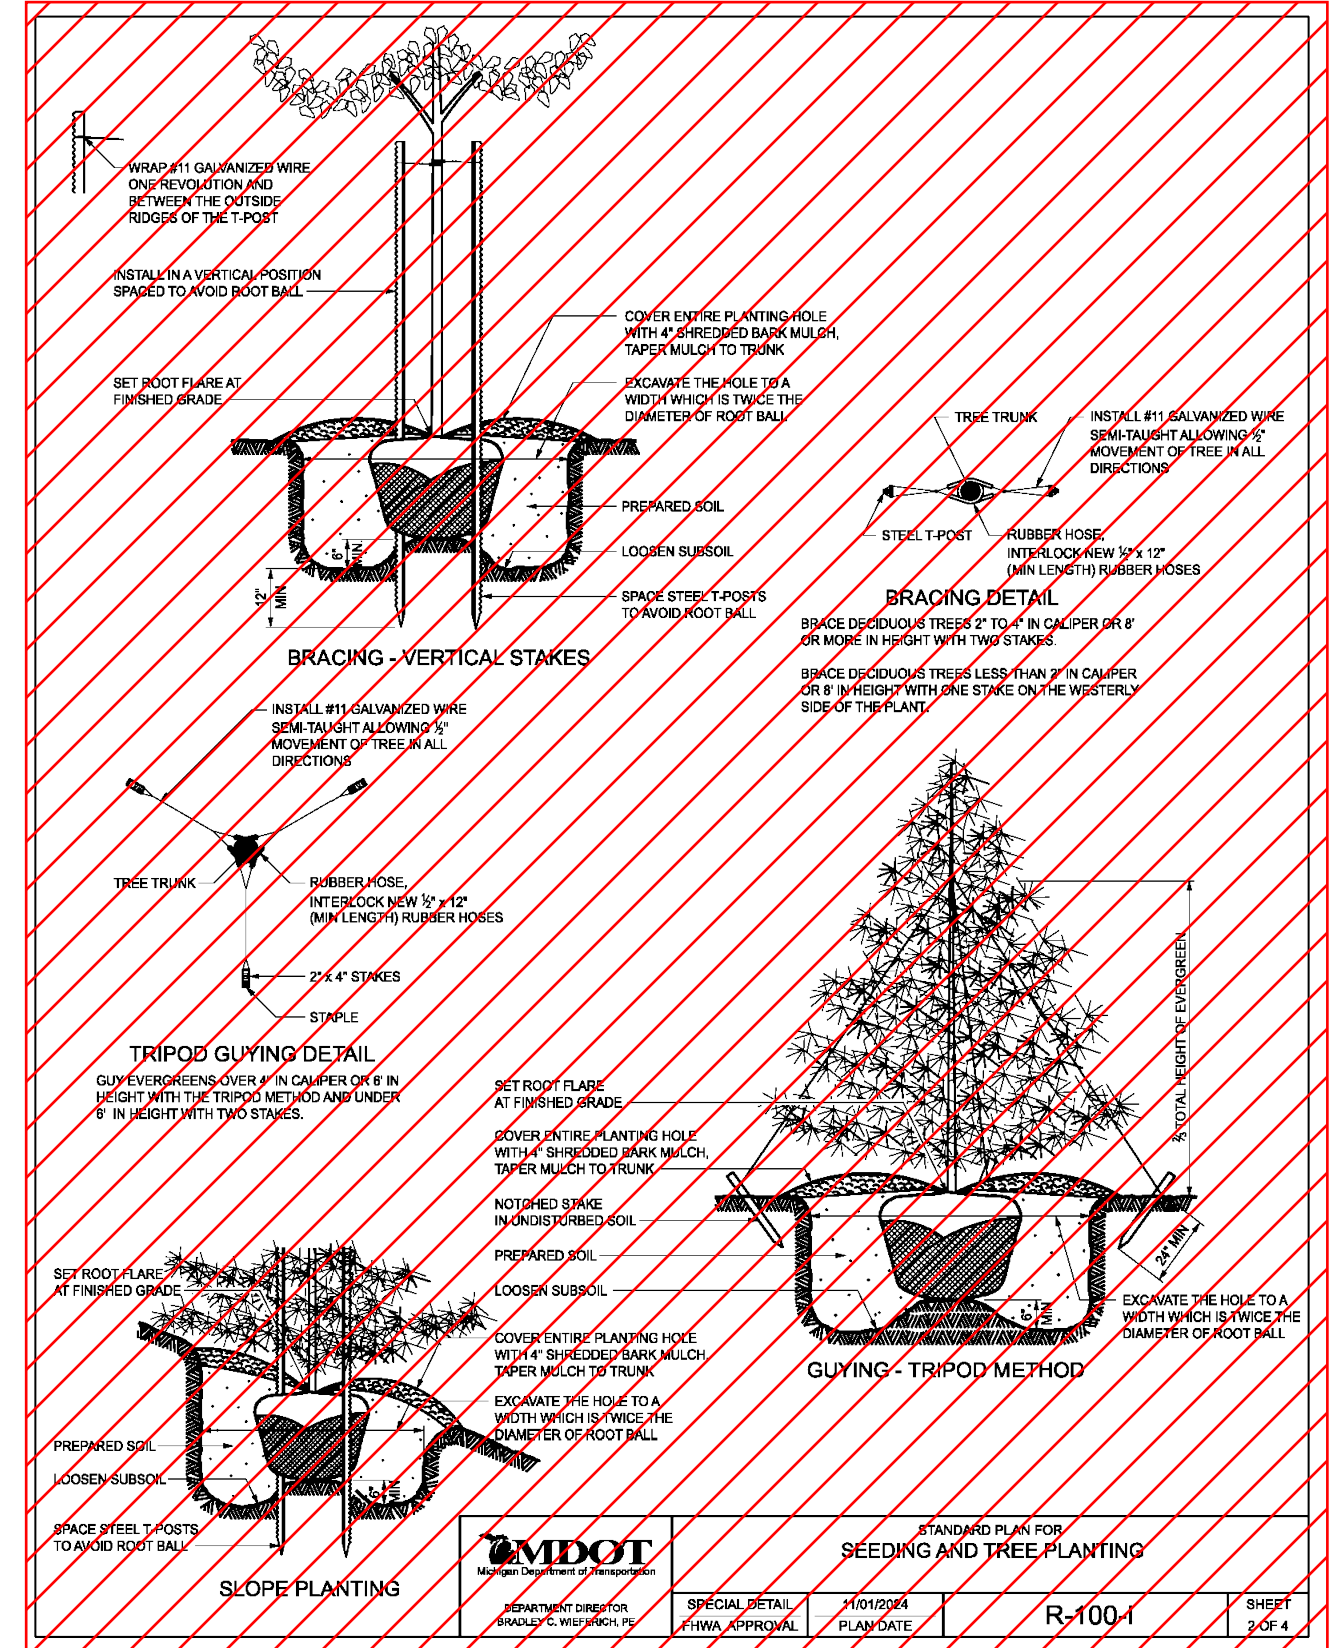 WRAP #11 GALVANIZED WIRE
ONE REVOLUTION AND
BETWEEN THE OUTSIDE
RIDGES OF THE T-POST
INSTALL IN A VERTICAL POSITION
SPACED TO AVOID ROOT BALL
SET ROOT FLARE AT
FINISHED GRADE
COVER ENTIRE PLANTING HOLE
WITH 4" SHREDDED BARK MULCH,
TAPER MULCH TO TRUNK
EXCAVATE THE HOLE TO A
WIDTH WHICH IS TWICE THE
DIAMETER OF ROOT BALL
PREPARED SOIL
LOOSEN SUBSOIL
SPACE STEEL T-POSTS
TO AVOID ROOT BALL
6"
MIN
12"
MIN
BRACING - VERTICAL STAKES
TREE TRUNK
INSTALL #11 GALVANIZED WIRE
SEMI-TAUGHT ALLOWING ½"
MOVEMENT OF TREE IN ALL
DIRECTIONS
STEEL T-POST
RUBBER HOSE,
INTERLOCK NEW ½" x 12"
(MIN LENGTH) RUBBER HOSES
BRACING DETAIL
BRACE DECIDUOUS TREES 2" TO 4" IN CALIPER OR 8'
OR MORE IN HEIGHT WITH TWO STAKES.
BRACE DECIDUOUS TREES LESS THAN 2" IN CALIPER
OR 8' IN HEIGHT WITH ONE STAKE ON THE WESTERLY
SIDE OF THE PLANT.
INSTALL #11 GALVANIZED WIRE
SEMI-TAUGHT ALLOWING ½"
MOVEMENT OF TREE IN ALL
DIRECTIONS
TREE TRUNK
RUBBER HOSE,
INTERLOCK NEW ½" x 12"
(MIN LENGTH) RUBBER HOSES
2" x 4" STAKES
STAPLE
TRIPOD GUYING DETAIL
GUY EVERGREENS OVER 4" IN CALIPER OR 6' IN
HEIGHT WITH THE TRIPOD METHOD AND UNDER
6' IN HEIGHT WITH TWO STAKES.
SET ROOT FLARE
AT FINISHED GRADE
COVER ENTIRE PLANTING HOLE
WITH 4" SHREDDED BARK MULCH,
TAPER MULCH TO TRUNK
NOTCHED STAKE
IN UNDISTURBED SOIL
PREPARED SOIL
LOOSEN SUBSOIL
⅔ TOTAL HEIGHT OF EVERGREEN
24" MIN
6"
MIN
EXCAVATE THE HOLE TO A
WIDTH WHICH IS TWICE THE
DIAMETER OF ROOT BALL
GUYING - TRIPOD METHOD
SET ROOT FLARE
AT FINISHED GRADE
COVER ENTIRE PLANTING HOLE
WITH 4" SHREDDED BARK MULCH,
TAPER MULCH TO TRUNK
EXCAVATE THE HOLE TO A
WIDTH WHICH IS TWICE THE
DIAMETER OF ROOT BALL
PREPARED SOIL
LOOSEN SUBSOIL
6"
MIN
SPACE STEEL T-POSTS
TO AVOID ROOT BALL
SLOPE PLANTING
MDOT
Michigan Department of Transportation
DEPARTMENT DIRECTOR
BRADLEY C. WIEFERICH, PE
STANDARD PLAN FOR
SEEDING AND TREE PLANTING
SPECIAL DETAIL
FHWA APPROVAL
11/01/2024
PLAN DATE
R-100-I
SHEET
2 OF 4